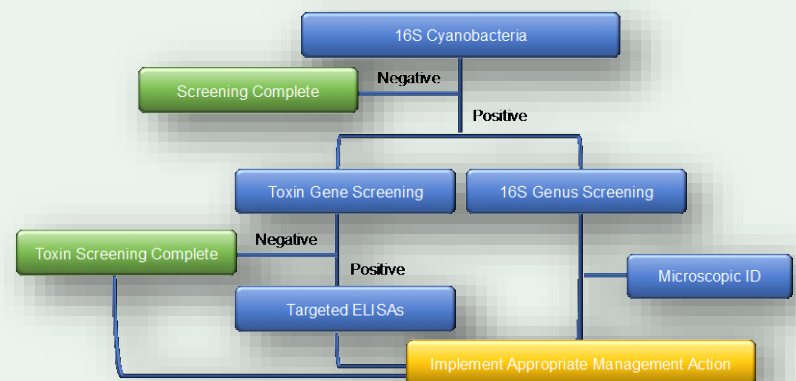 16S Cyanobacteria
Negative
Screening Complete
Positive
Toxin Gene Screening
16S Genus Screening
Negative
Toxin Screening Complete
Positive
Microscopic ID
Targeted ELISAs
Implement Appropriate Management Action